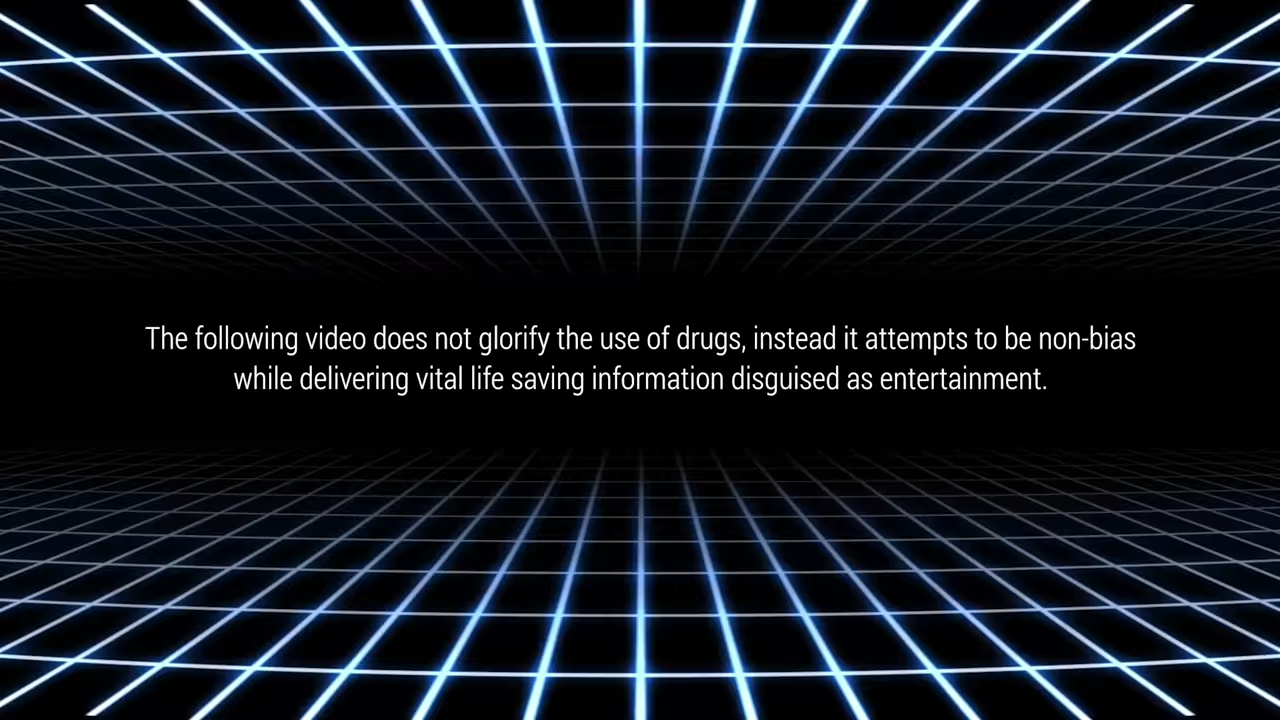 The following video does not glorify the use of drugs, instead it attempts to be non-bias
while delivering vital life saving information disguised as entertainment.